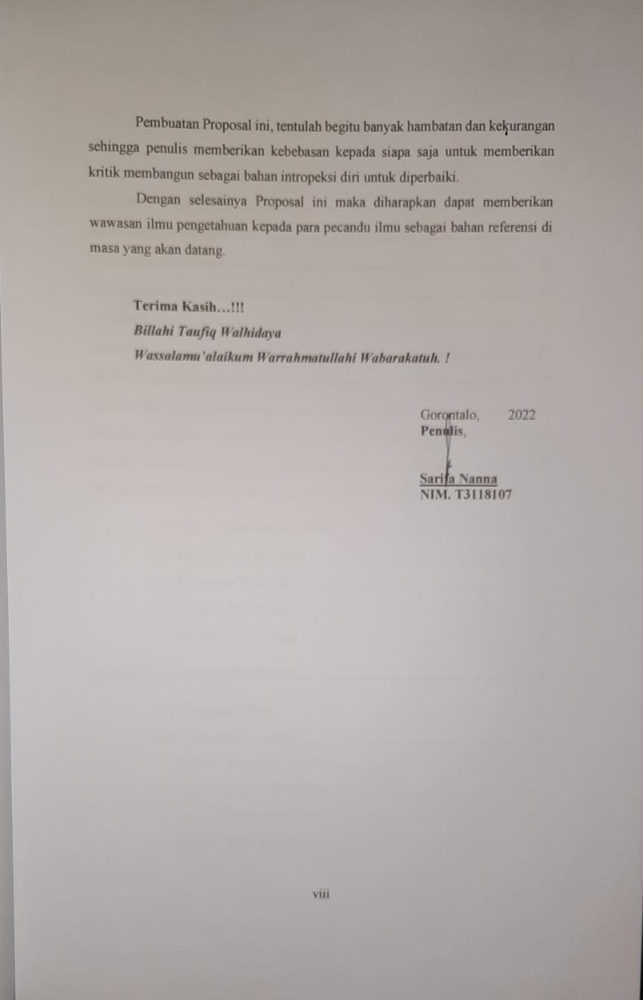 Pembuatan Proposal ini, tentulah begitu banyak hambatan dan kekurangan
sehingga penulis memberikan kebebasan kepada siapa saja untuk memberikan
kritik membangun sebagai bahan intropeksi diri untuk diperbaiki.
Dengan selesainya Proposal ini maka diharapkan dapat memberikan
wawasan ilmu pengetahuan kepada para pecandu ilmu sebagai bahan referensi di
masa yang akan datang.
Terima Kasih...!!!
Billahi Taufiq Walhidaya
Wassalamu'alaikum Warrahmatullahi Wabarakatuh. !
Gorontalo, 2022
Penulis,
Sarifa Nanna
NIM. T3118107
viii